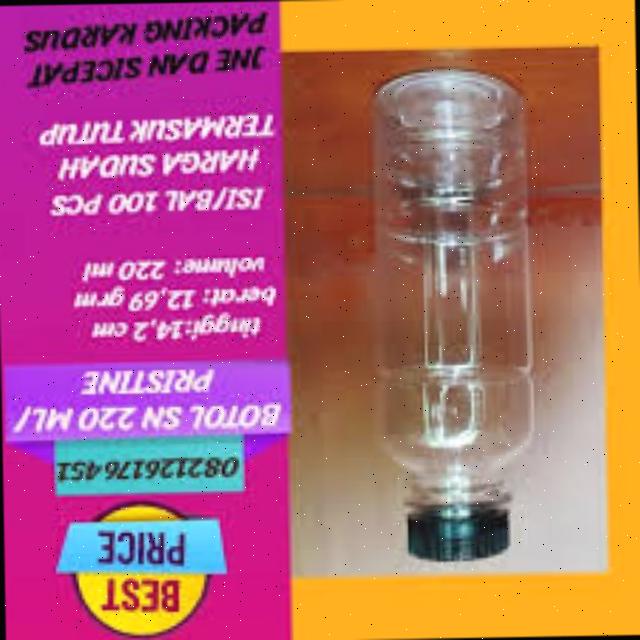 BEST
PRICE
082126176451
BOTOL SN 220 ML/
PRISTINE
tinggi:14,2 cm
berat: 12,69 grm
volume: 220 ml
ISI/BAL 100 PCS
HARGA SUDAH
TERMASUK TUTUP
JNE DAN SICEPAT
PACKING KARDUS